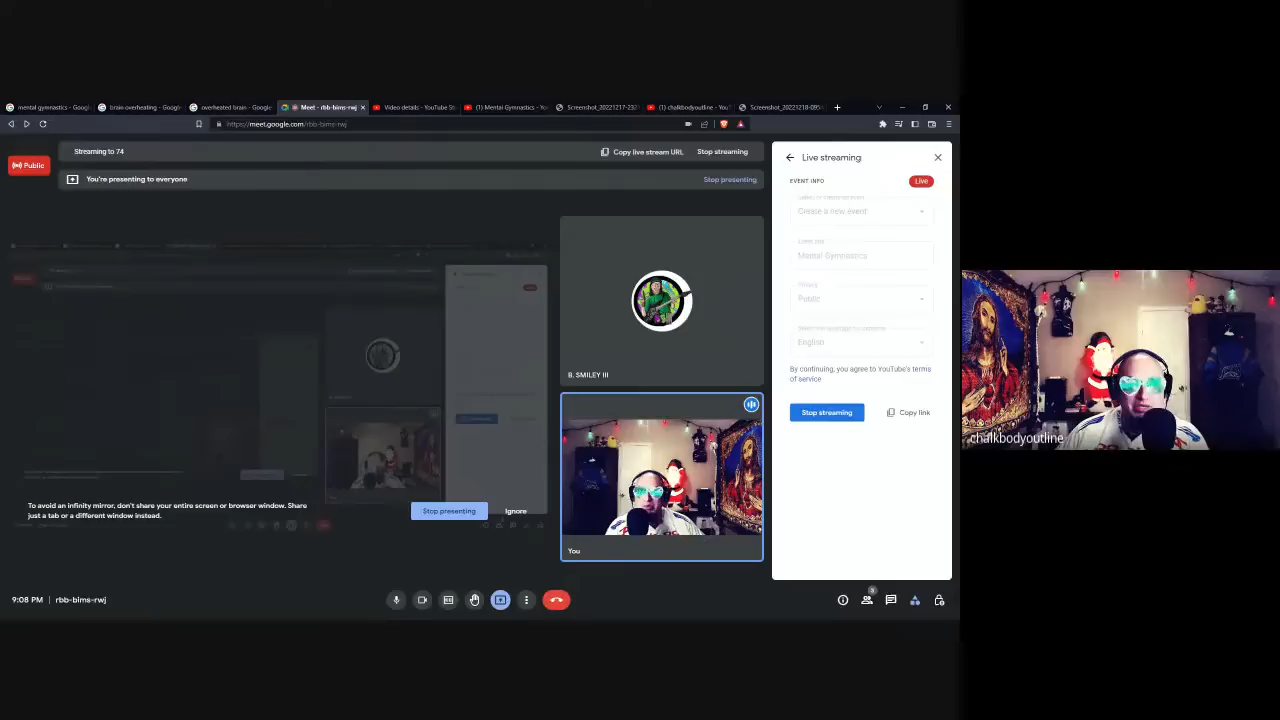 mental gymnastics - Googl
brain overheating - Google
overheated brain - Google
Meet - rbb-bims-rwj
Video details - YouTube St
(1) Mental Gymnastics - Yo
Screenshot_20221217-232
(1) chalkbodyoutline - YouT
Screenshot_20221218-095
https://meet.google.com/rbb-bims-rwj
Public
Streaming to 74
Copy live stream URL
Stop streaming
You're presenting to everyone
Stop presenting
Live streaming
EVENT INFO
Live
Create a new event
Mental Gymnastics
Public
English
By continuing, you agree to YouTube's terms
of service
Stop streaming
Copy link
B. SMILEY III
chalkbodyoutline
To avoid an infinity mirror, don't share your entire screen or browser window. Share
just a tab or a different window instead.
Stop presenting
Ignore
You
9:08 PM | rbb-bims-rwj
3